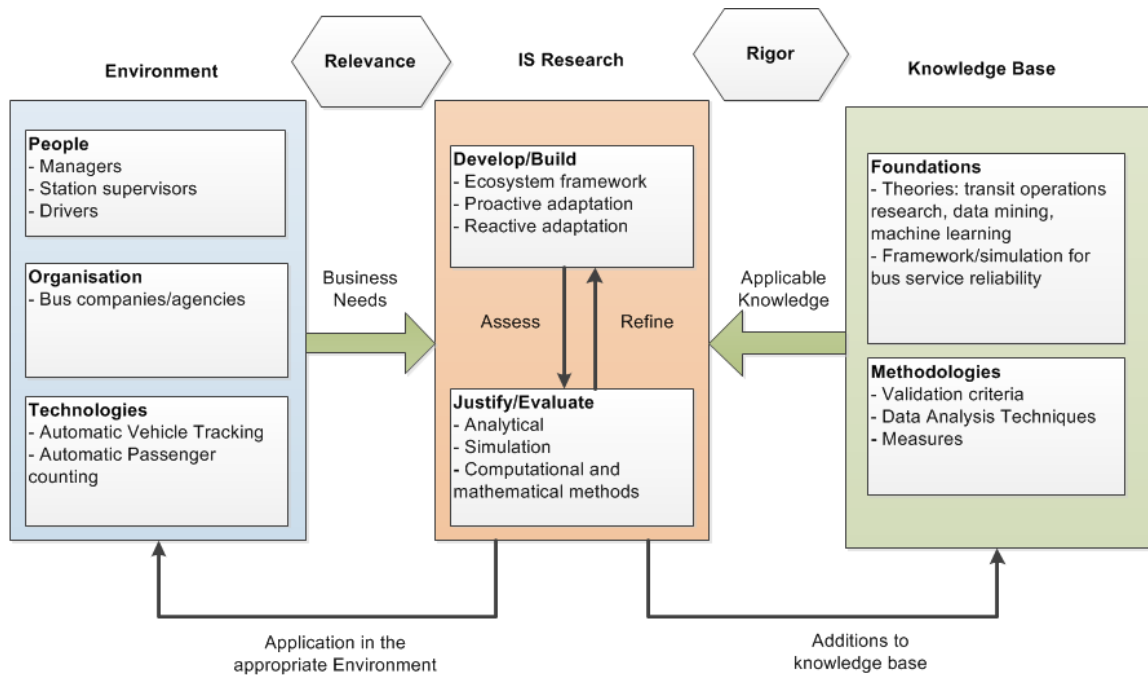 Environment
Relevance
IS Research
Rigor
Knowledge Base
People
- Managers
- Station supervisors
- Drivers
Organisation
- Bus companies/agencies
Technologies
- Automatic Vehicle Tracking
- Automatic Passenger
counting
Business
Needs
Develop/Build
- Ecosystem framework
- Proactive adaptation
- Reactive adaptation
Assess
Refine
Justify/Evaluate
- Analytical
- Simulation
- Computational and
mathematical methods
Applicable
Knowledge
Foundations
- Theories: transit operations
research, data mining,
machine learning
- Framework/simulation for
bus service reliability
Methodologies
- Validation criteria
- Data Analysis Techniques
- Measures
Application in the
appropriate Environment
Additions to
knowledge base